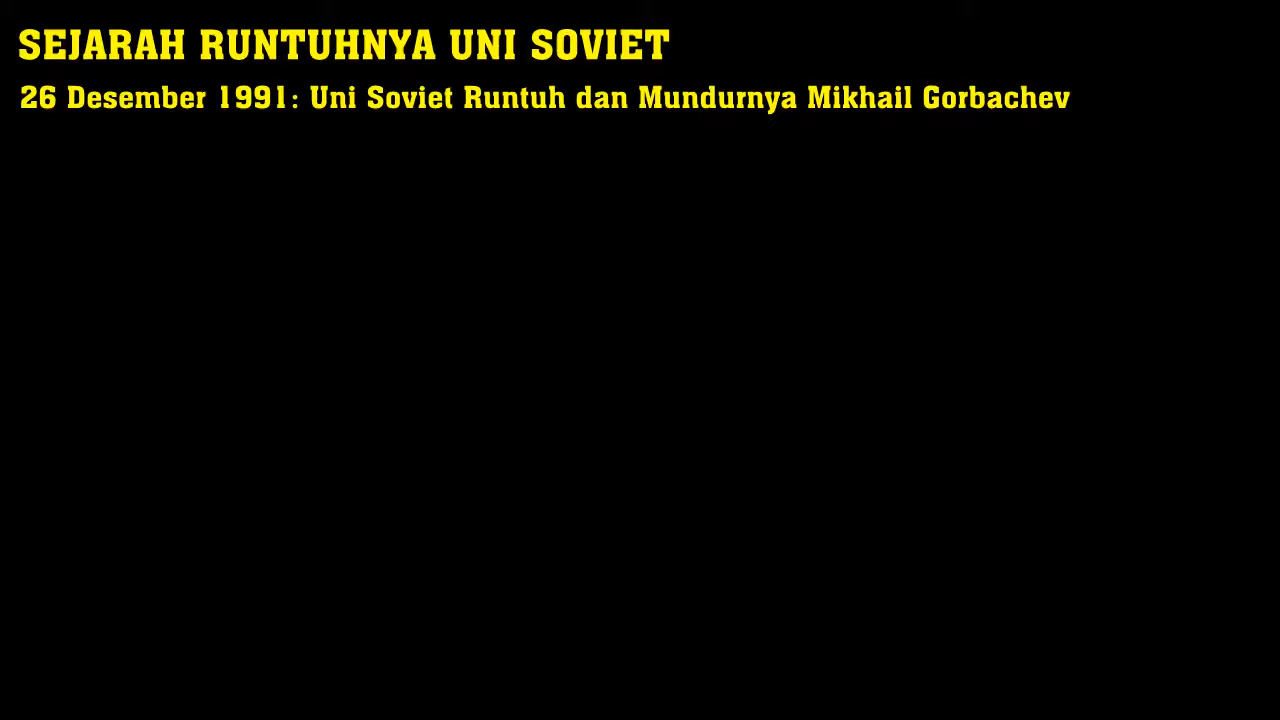 SEJARAH RUNTUHNYA UNI SOVIET
26 Desember 1991: Uni Soviet Runtuh dan Mundurnya Mikhail Gorbachev